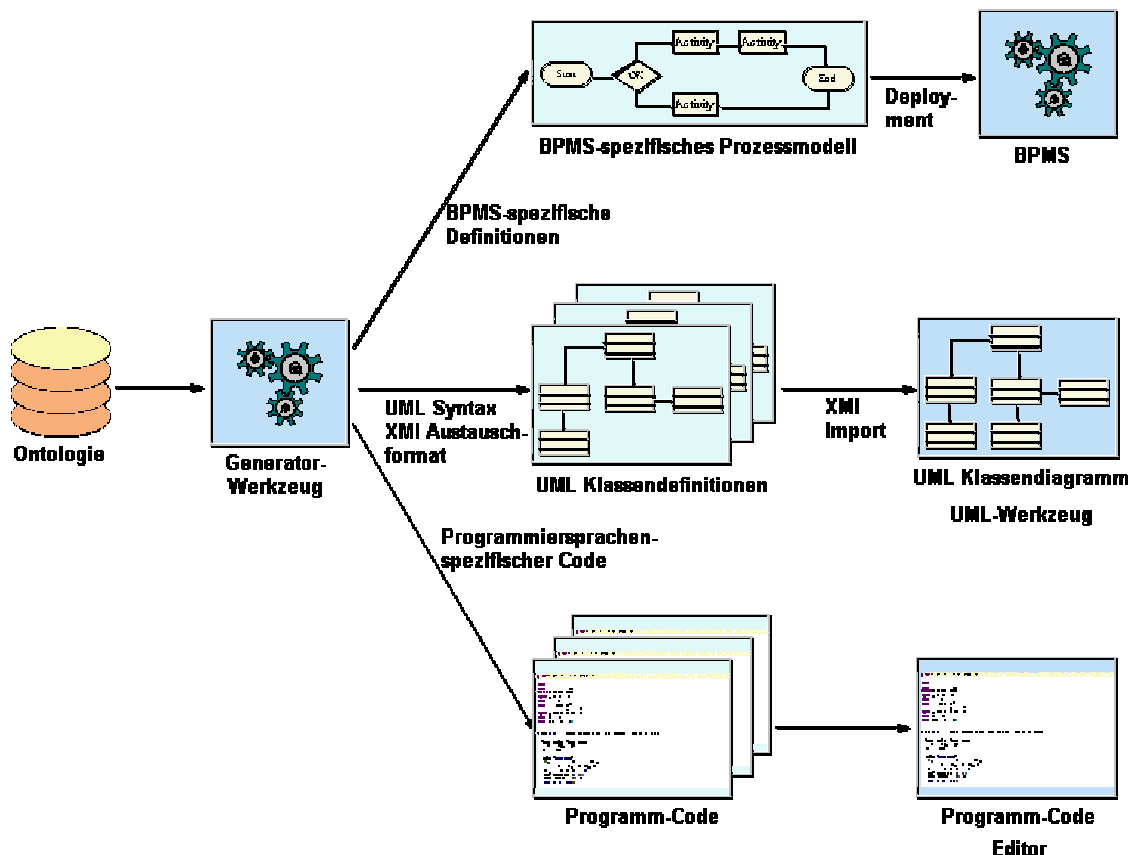 Activity
Activity
Start
OK
End
Activity
BPMS-spezifisches Prozessmodell
Deploy-
ment
BPMS
BPMS-spezifische
Definitionen
Ontologie
Generator-
Werkzeug
UML Syntax
XMI Austausch-
format
UML Klassendefinitionen
XMI
Import
UML Klassendiagramm
UML-Werkzeug
Programmiersprachen-
spezifischer Code
Programm-Code
Programm-Code
Editor